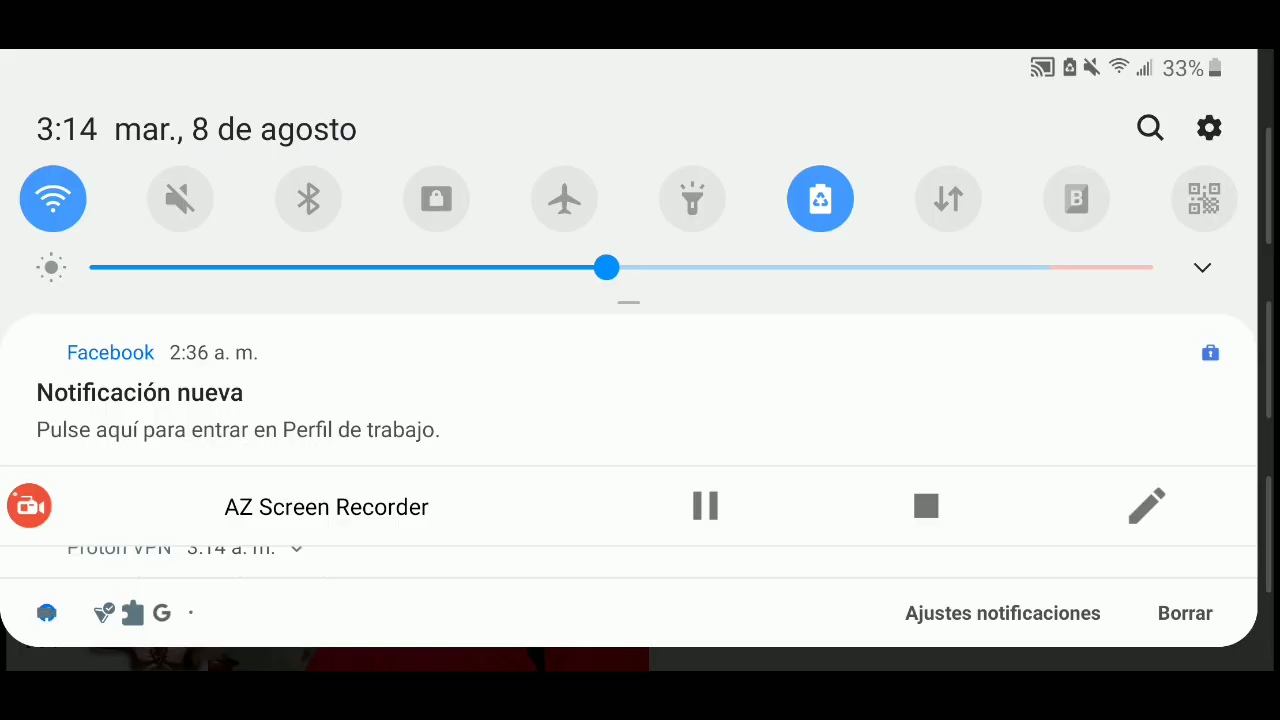 33%
3:14 mar., 8 de agosto
B
Facebook 2:36 a. m.
Notificación nueva
Pulse aquí para entrar en Perfil de trabajo.
AZ Screen Recorder
Proton VPN 3:14 a. m.
G
Ajustes notificaciones Borrar